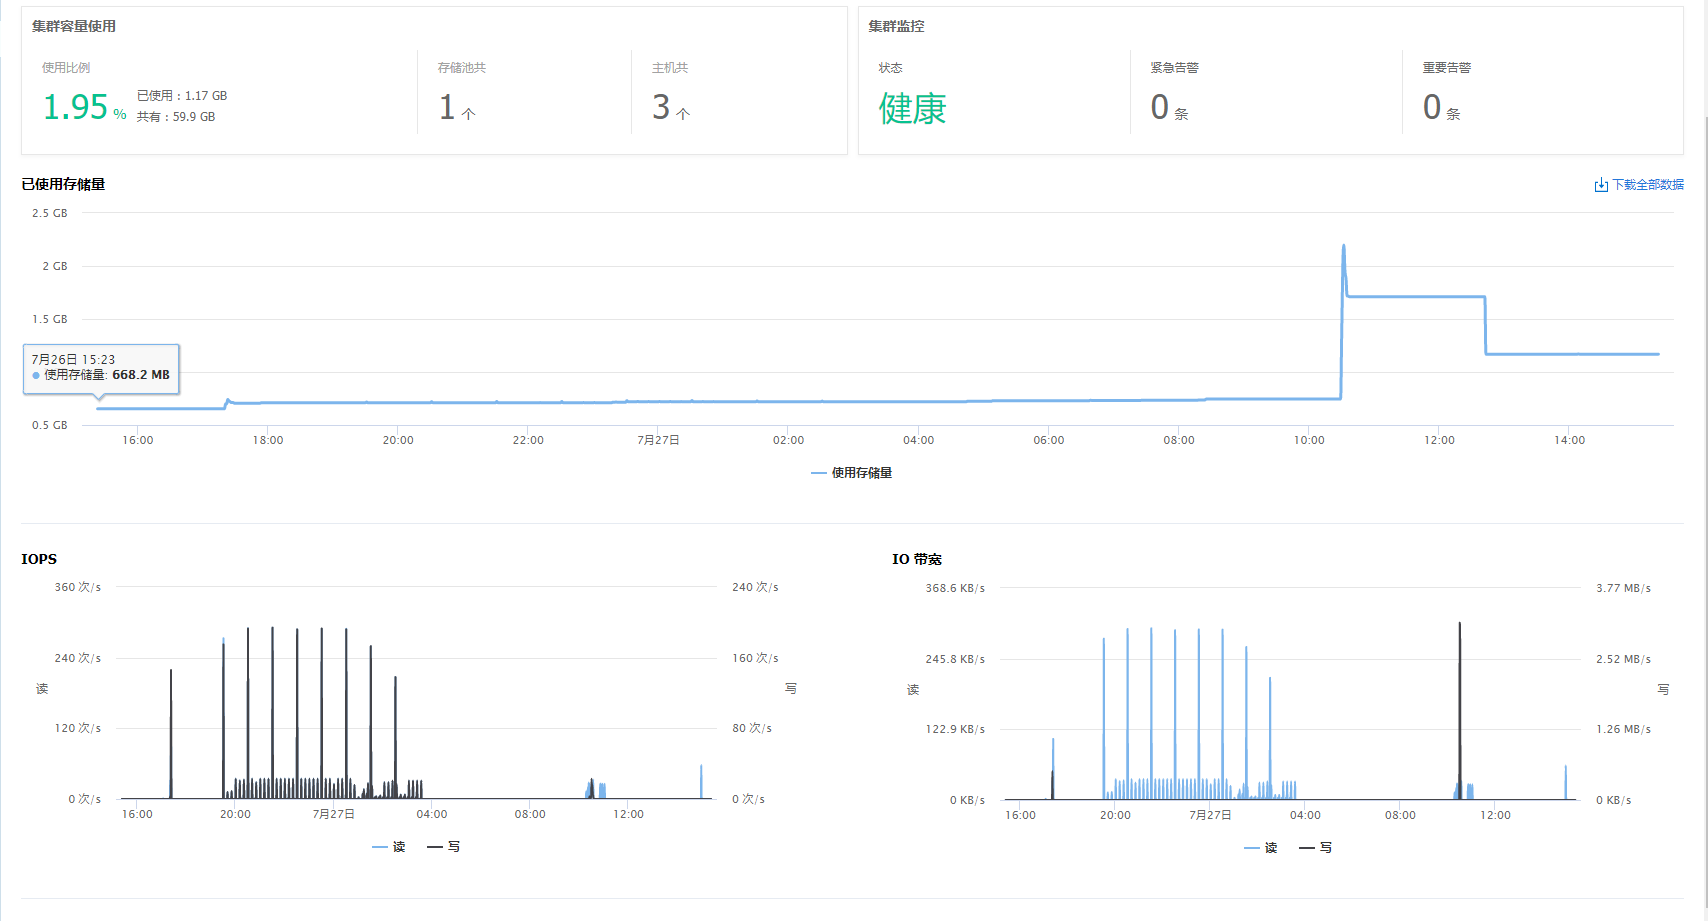 集群容量使用
使用比例
1.95 %
已使用：1.17 GB
共有：59.9 GB
存储池共
1 个
主机共
3 个
集群监控
状态
健康
紧急告警
0 条
重要告警
0 条
已使用存储量
下载全部数据
2.5 GB
2 GB
1.5 GB
7月26日 15:23
使用存储量: 668.2 MB
0.5 GB
16:00 18:00 20:00 22:00 7月27日 02:00 04:00 06:00 08:00 10:00 12:00 14:00
使用存储量
IOPS
360 次/s
240 次/s
120 次/s
0 次/s
读
240 次/s
160 次/s
80 次/s
0 次/s
写
16:00 20:00 7月27日 04:00 08:00 12:00
读 写
IO 带宽
368.6 KB/s
245.8 KB/s
122.9 KB/s
0 KB/s
读
3.77 MB/s
2.52 MB/s
1.26 MB/s
0 KB/s
写
16:00 20:00 7月27日 04:00 08:00 12:00
读 写